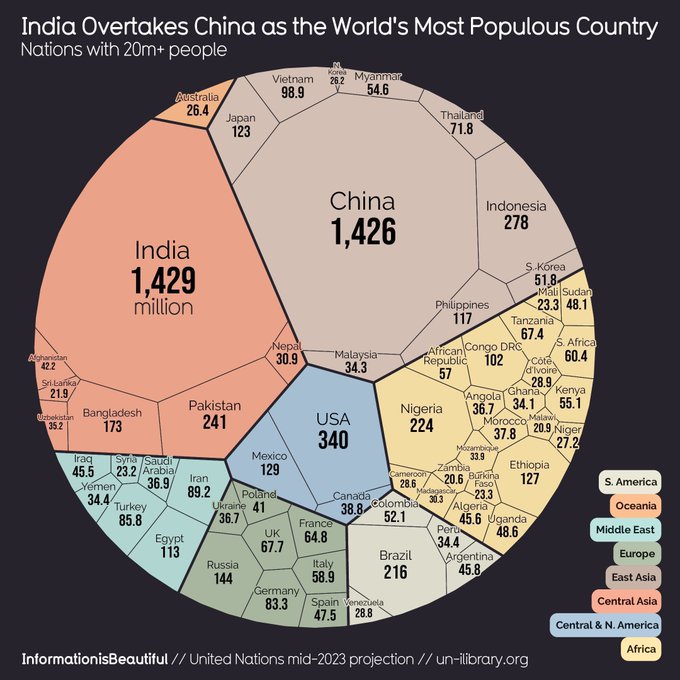 India Overtakes China as the World's Most Populous Country
Nations with 20m+ people
Australia
26.4
Japan
123
Vietnam
98.9
N.
Korea
26.2
Myanmar
54.6
Thailand
71.8
China
1,426
Indonesia
278
S. Korea
51.8
Philippines
117
Malaysia
34.3
India
1,429
million
Nepal
30.9
Afghanistan
42.2
Sri Lanka
21.9
Uzbekistan
35.2
Bangladesh
173
Pakistan
241
USA
340
Mexico
129
Canada
38.8
Mali
23.3
Sudan
48.1
Tanzania
67.4
S. Africa
60.4
African
Republic
57
Congo DRC
102
Côte
d'Ivoire
28.9
Kenya
55.1
Nigeria
224
Angola
36.7
Ghana
34.1
Morocco
37.8
Malawi
20.9
Niger
27.2
Mozambique
33.9
Ethiopia
127
Cameroon
28.6
Zambia
20.6
Burkina
Faso
23.3
Madagascar
30.3
Algeria
45.6
Uganda
48.6
Iraq
45.5
Syria
23.2
Saudi
Arabia
36.9
Iran
89.2
Yemen
34.4
Turkey
85.8
Egypt
113
Ukraine
36.7
Poland
41
UK
67.7
France
64.8
Russia
144
Italy
58.9
Germany
83.3
Spain
47.5
Colombia
52.1
Peru
34.4
Brazil
216
Argentina
45.8
Venezuela
28.8
S. America
Oceania
Middle East
Europe
East Asia
Central Asia
Central & N. America
Africa
InformationisBeautiful // United Nations mid-2023 projection // un-ilibrary.org